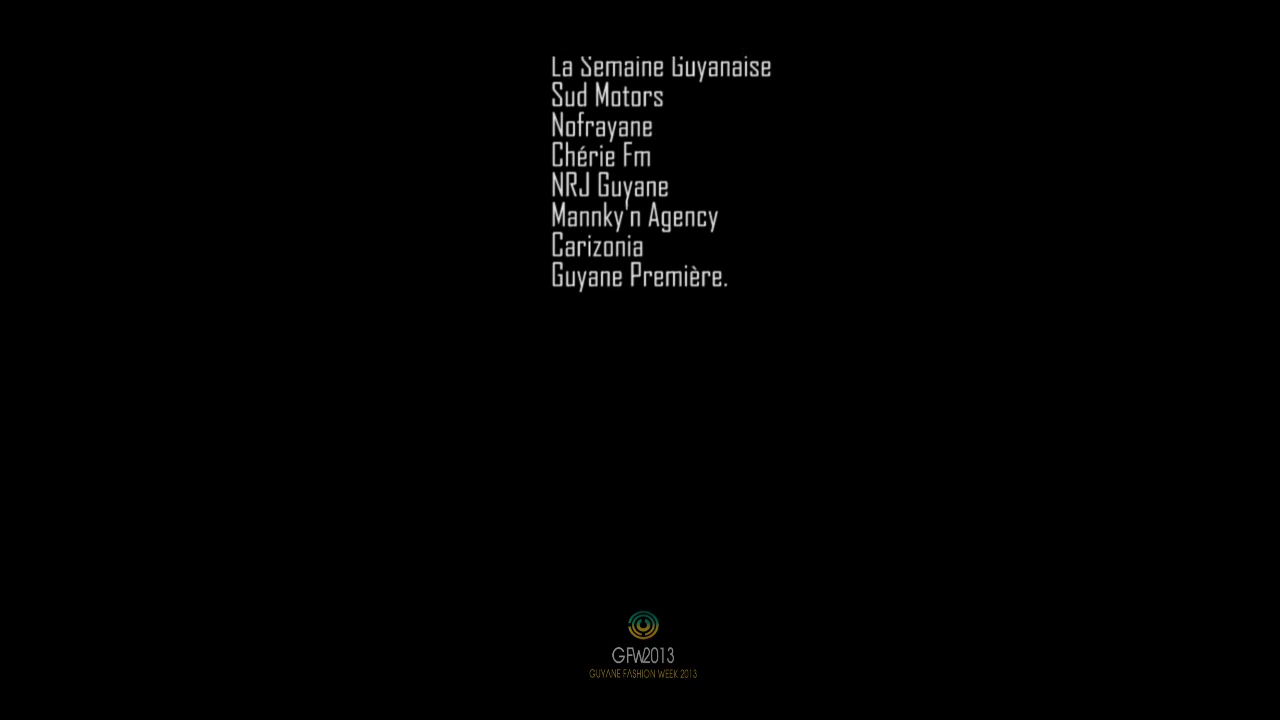 La Semaine Guyanaise
Sud Motors
Nofrayane
Chérie Fm
NRJ Guyane
Mannky'n Agency
Carizonia
Guyane Première.
GFW2013
GUYANE FASHION WEEK 2013